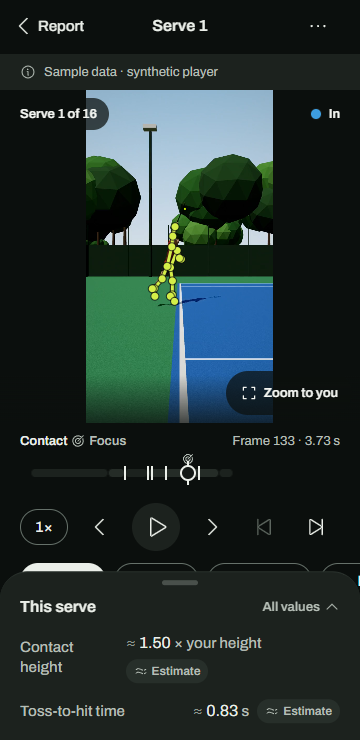 Report
Serve 1
Sample data · synthetic player
Serve 1 of 16
In
Zoom to you
Contact Focus
Frame 133 · 3.73 s
1×
This serve
All values
Contact height
≈ 1.50 × your height
≈ Estimate
Toss-to-hit time
≈ 0.83 s
≈ Estimate